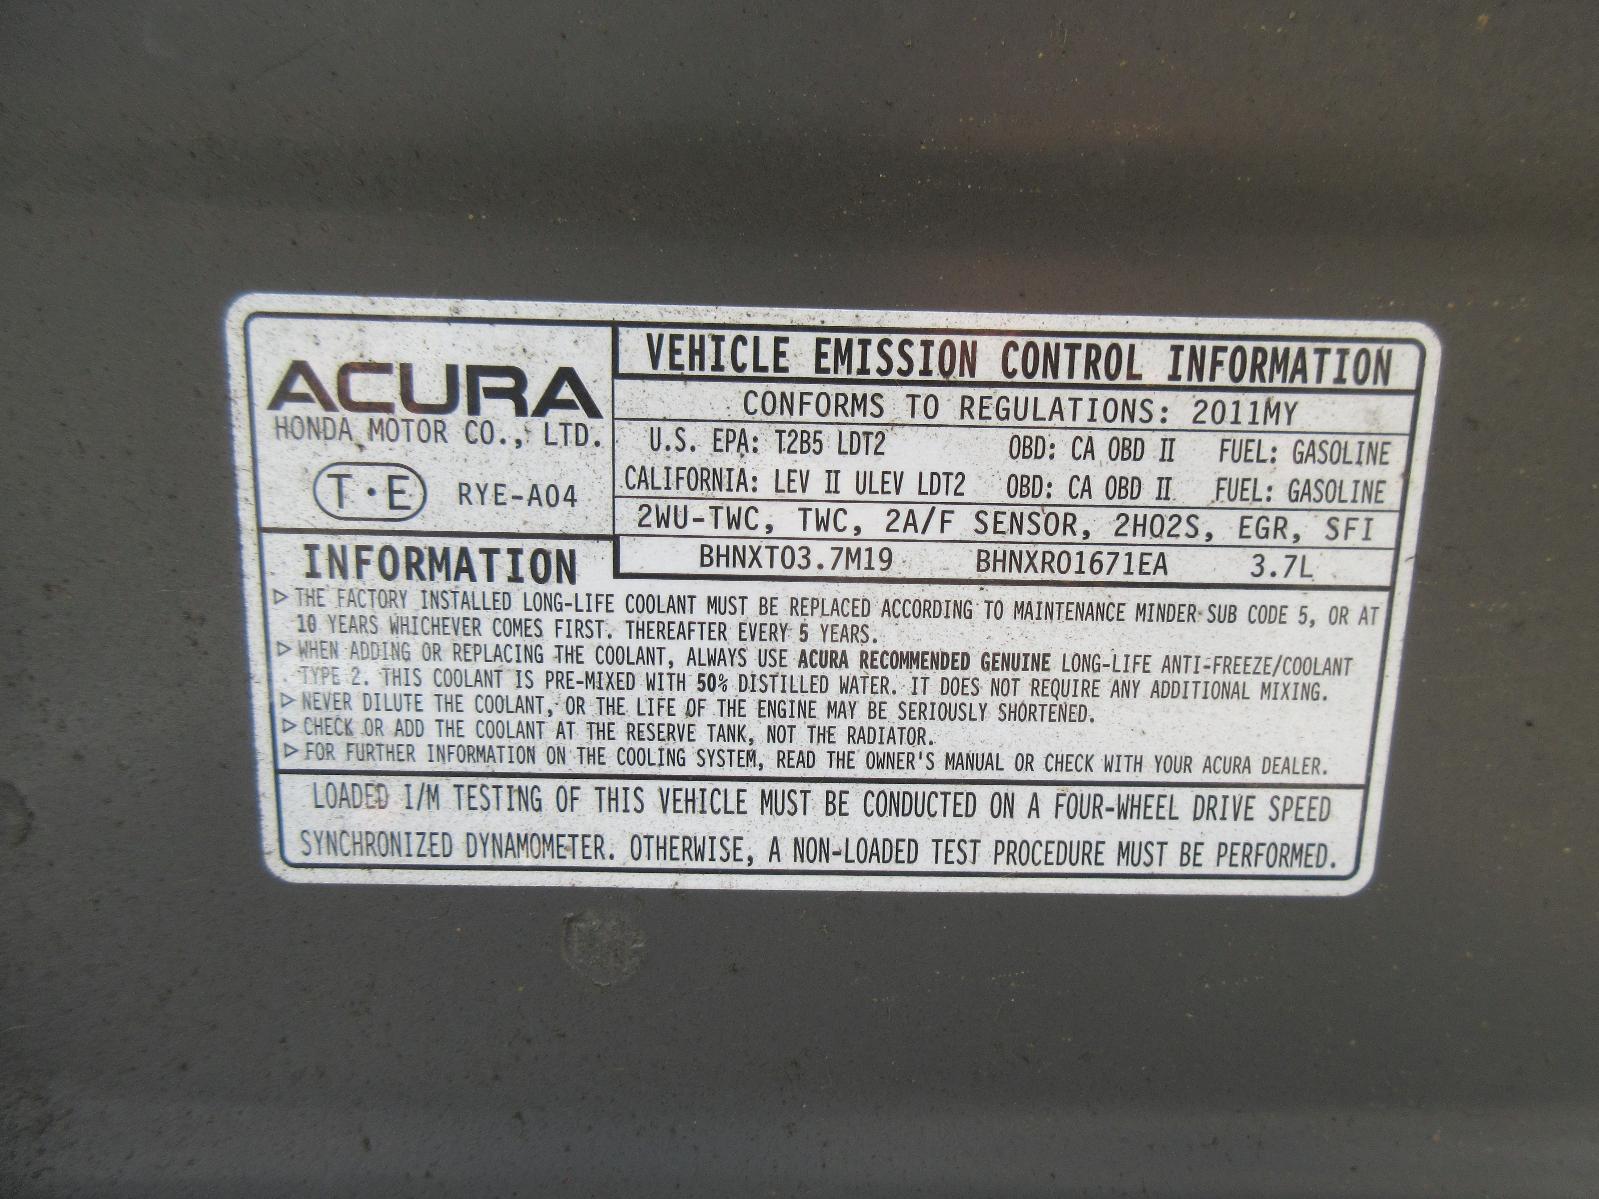 ACURA
HONDA MOTOR CO., LTD.
T·E RYE-A04
VEHICLE EMISSION CONTROL INFORMATION
CONFORMS TO REGULATIONS: 2011MY
U.S. EPA: T2B5 LDT2 OBD: CA OBD II FUEL: GASOLINE
CALIFORNIA: LEV II ULEV LDT2 OBD: CA OBD II FUEL: GASOLINE
2WU-TWC, TWC, 2A/F SENSOR, 2HO2S, EGR, SFI
BHNXT03.7M19 BHNXR01671EA 3.7L
INFORMATION
▷ THE FACTORY INSTALLED LONG-LIFE COOLANT MUST BE REPLACED ACCORDING TO MAINTENANCE MINDER SUB CODE 5, OR AT
10 YEARS WHICHEVER COMES FIRST. THEREAFTER EVERY 5 YEARS.
▷ WHEN ADDING OR REPLACING THE COOLANT, ALWAYS USE ACURA RECOMMENDED GENUINE LONG-LIFE ANTI-FREEZE/COOLANT
TYPE 2. THIS COOLANT IS PRE-MIXED WITH 50% DISTILLED WATER. IT DOES NOT REQUIRE ANY ADDITIONAL MIXING.
▷ NEVER DILUTE THE COOLANT, OR THE LIFE OF THE ENGINE MAY BE SERIOUSLY SHORTENED.
▷ CHECK OR ADD THE COOLANT AT THE RESERVE TANK, NOT THE RADIATOR.
▷ FOR FURTHER INFORMATION ON THE COOLING SYSTEM, READ THE OWNER'S MANUAL OR CHECK WITH YOUR ACURA DEALER.
LOADED I/M TESTING OF THIS VEHICLE MUST BE CONDUCTED ON A FOUR-WHEEL DRIVE SPEED
SYNCHRONIZED DYNAMOMETER. OTHERWISE, A NON-LOADED TEST PROCEDURE MUST BE PERFORMED.